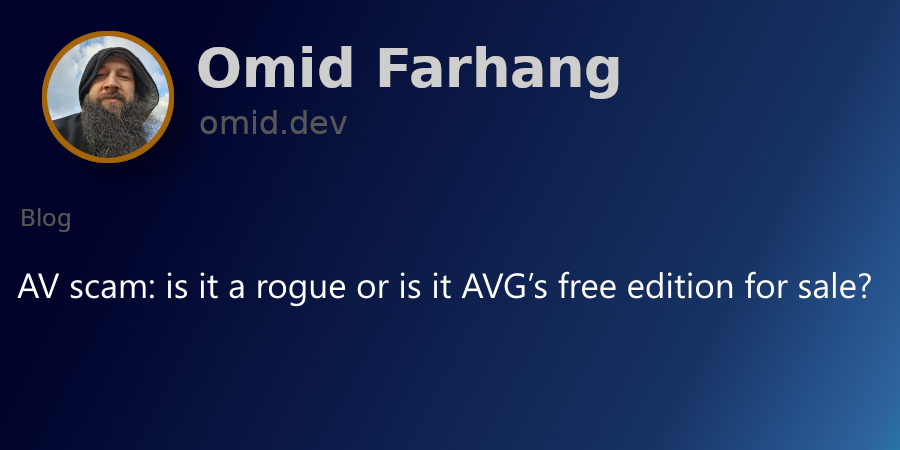 Omid Farhang
omid.dev
Blog
AV scam: is it a rogue or is it AVG’s free edition for sale?